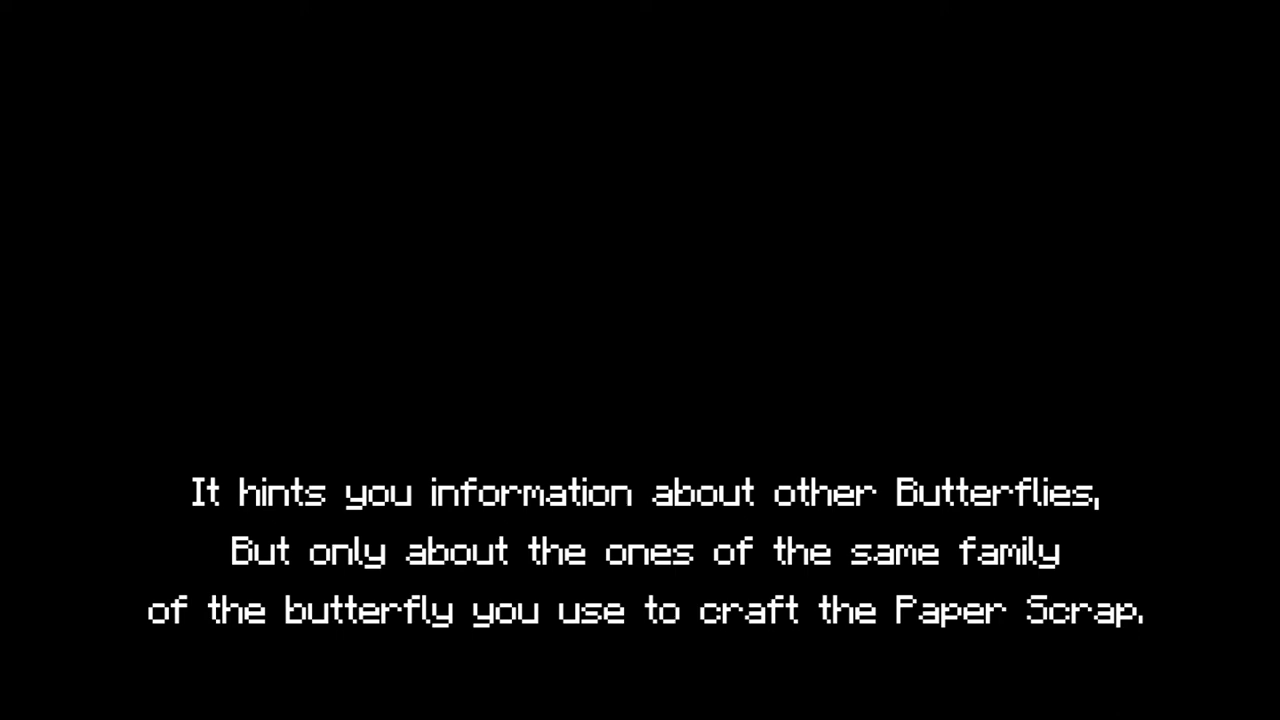 It hints you information about other Butterflies,
But only about the ones of the same family
of the butterfly you use to craft the Paper Scrap.